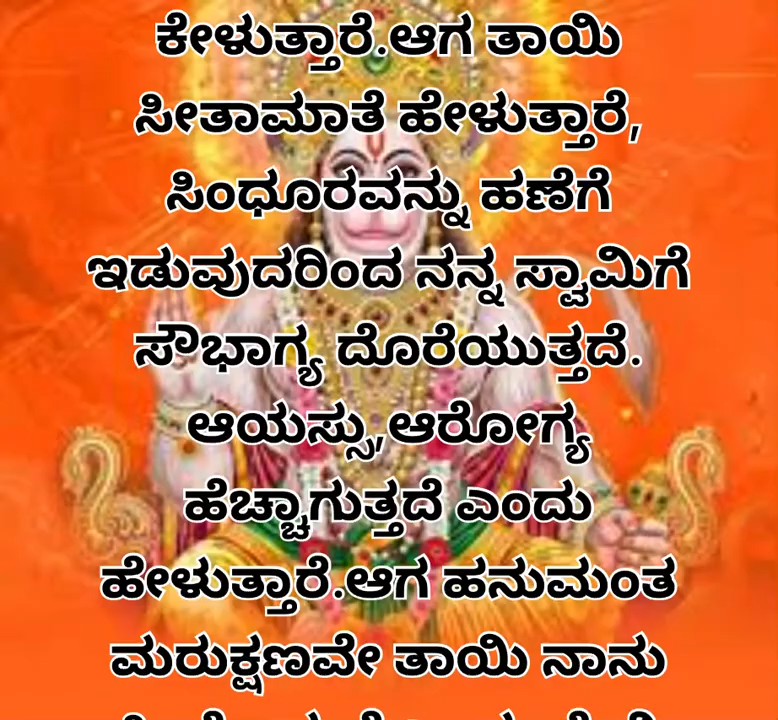 ಕೇಳುತ್ತಾರೆ.ಆಗ ತಾಯಿ
ಸೀತಾಮಾತೆ ಹೇಳುತ್ತಾರೆ,
ಸಿಂಧೂರವನ್ನು ಹಣೆಗೆ
ಇಡುವುದರಿಂದ ನನ್ನ ಸ್ವಾಮಿಗೆ
ಸೌಭಾಗ್ಯ ದೊರೆಯುತ್ತದೆ.
ಆಯಸ್ಸು,ಆರೋಗ್ಯ
ಹೆಚ್ಚಾಗುತ್ತದೆ ಎಂದು
ಹೇಳುತ್ತಾರೆ.ಆಗ ಹನುಮಂತ
ಮರುಕ್ಷಣವೇ ತಾಯಿ ನಾನು